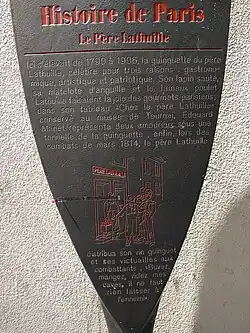 Histoire de Paris
Le Père Lathuille
Ici s'élevait de 1790 à 1906, la guinguette du père
Lathuille, célèbre pour trois raisons : gastrono-
mique, artistique et patriotique. Son lapin sauté,
sa matelote d'anguille et le fameux poulet
Lathuille faisaient la joie des gourmets parisiens;
Dans son tableau «Chez le père Lathuille»
conservé au musée de Tournai, Edouard
Manet représenta deux amoureux sous une
tonnelle de la guinguette ; enfin, lors des
combats de mars 1814, le père Lathuille
distribua son vin guinguet
et ses victuailles aux
combattants : «Buvez,
mangez, videz mes
caves, il ne faut
rien laisser à
l'ennemi».